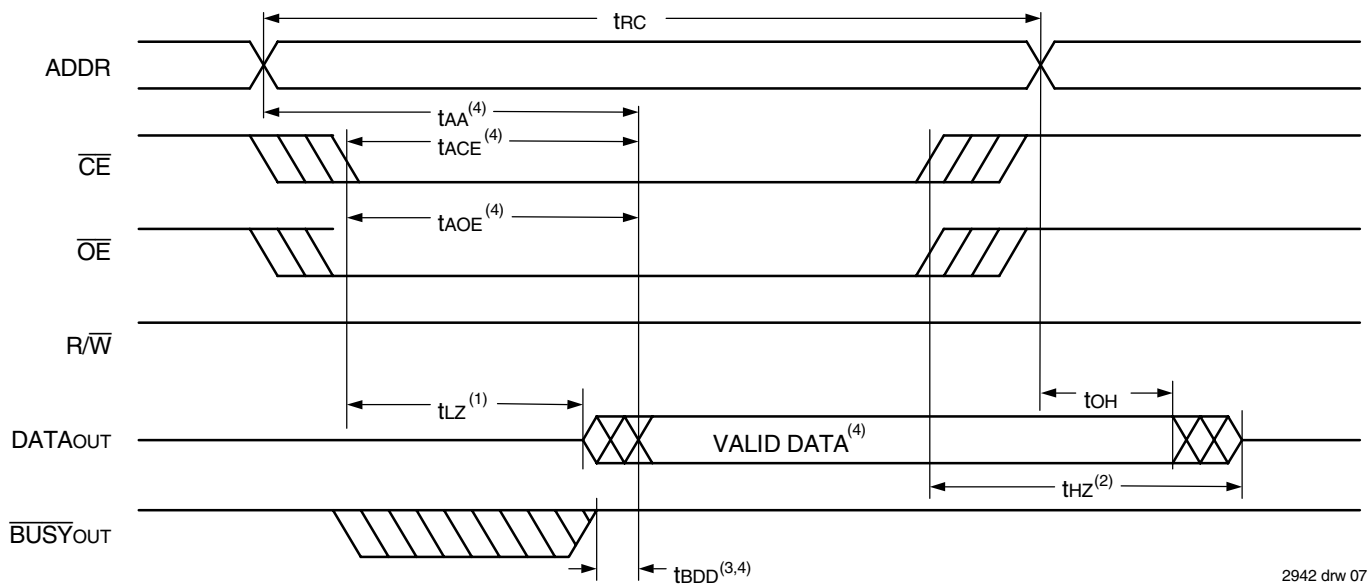 tRC
ADDR
tAA(4)
CE
tACE(4)
OE
tAOE(4)
R/W
tLZ(1)
tOH
DATAOUT
VALID DATA(4)
tHZ(2)
BUSYOUT
tBDD(3,4)
2942 drw 07